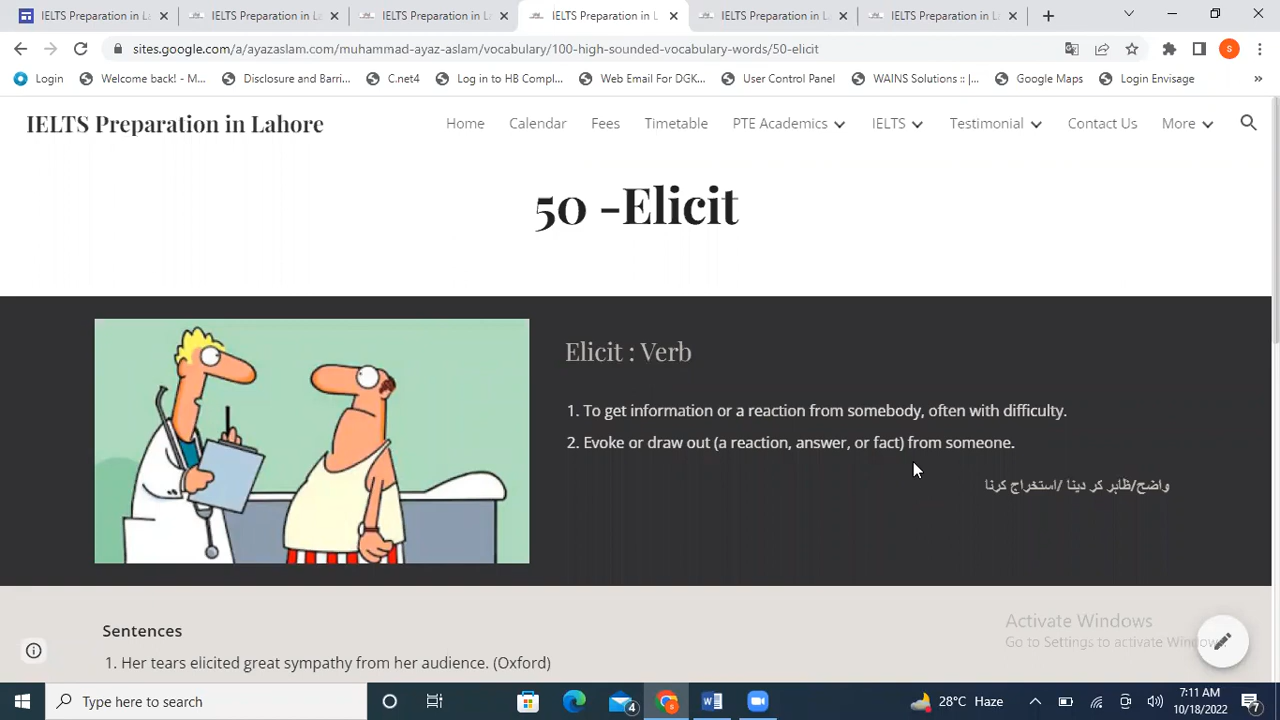 IELTS Preparation in L
IELTS Preparation in Lah
IELTS Preparation in Lah
IELTS Preparation in L
IELTS Preparation in Lah
IELTS Preparation in La
sites.google.com/a/ayazaslam.com/muhammad-ayaz-aslam/vocabulary/100-high-sounded-vocabulary-words/50-elicit
S
Login
Welcome back! - M...
Disclosure and Barri...
C.net4
Log in to HB Compl...
Web Email For DGK...
User Control Panel
WAINS Solutions :: |...
Google Maps
Login Envisage
»
IELTS Preparation in Lahore
Home
Calendar
Fees
Timetable
PTE Academics
IELTS
Testimonial
Contact Us
More
50 -Elicit
Elicit : Verb
1. To get information or a reaction from somebody, often with difficulty.
2. Evoke or draw out (a reaction, answer, or fact) from someone.
واضح/ظاہر کر دینا /استخراج کرنا
Sentences
1. Her tears elicited great sympathy from her audience. (Oxford)
Activate Windows
Go to Settings to activate Windows.
Type here to search
4
28°C Haze
7:11 AM
10/18/2022
7